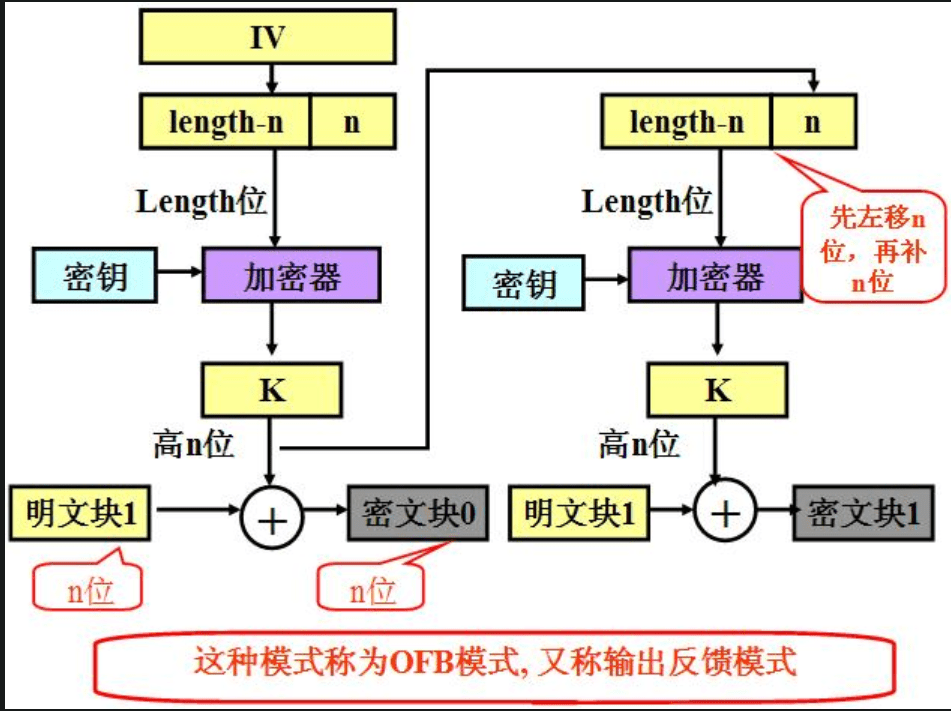 IV
length-n
n
Length位
密钥
加密器
K
高n位
明文块1
密文块0
n位
n位
length-n
n
Length位
先左移n
位，再补
n位
密钥
加密器
K
高n位
明文块1
密文块1
这种模式称为OFB模式, 又称输出反馈模式